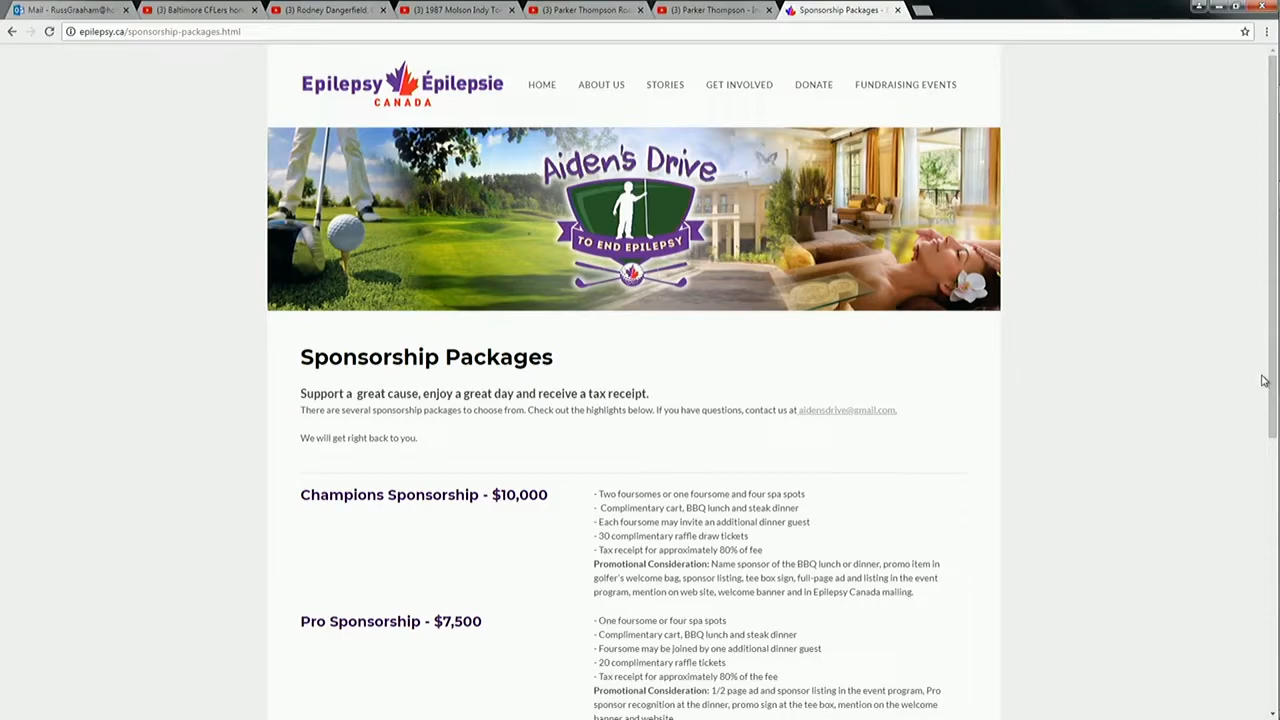 Mail - RussGraaham@ho
(3) Baltimore CFLers hon
(3) Rodney Dangerfield,
(3) 1987 Molson Indy To
(3) Parker Thompson Ro
(3) Parker Thompson - In
Sponsorship Packages - E
epilepsy.ca/sponsorship-packages.html
Epilepsy Épilepsie
CANADA
HOME ABOUT US STORIES GET INVOLVED DONATE FUNDRAISING EVENTS
Aiden's Drive
TO END EPILEPSY
Sponsorship Packages
Support a great cause, enjoy a great day and receive a tax receipt.
There are several sponsorship packages to choose from. Check out the highlights below. If you have questions, contact us at aidensdrive@gmail.com.
We will get right back to you.
Champions Sponsorship - $10,000
- Two foursomes or one foursome and four spa spots
- Complimentary cart, BBQ lunch and steak dinner
- Each foursome may invite an additional dinner guest
- 30 complimentary raffle draw tickets
- Tax receipt for approximately 80% of fee
Promotional Consideration: Name sponsor of the BBQ lunch or dinner, promo item in
golfer's welcome bag, sponsor listing, tee box sign, full-page ad and listing in the event
program, mention on web site, welcome banner and in Epilepsy Canada mailing.
Pro Sponsorship - $7,500
- One foursome or four spa spots
- Complimentary cart, BBQ lunch and steak dinner
- Foursome may be joined by one additional dinner guest
- 20 complimentary raffle tickets
- Tax receipt for approximately 80% of the fee
Promotional Consideration: 1/2 page ad and sponsor listing in the event program, Pro
sponsor recognition at the dinner, promo sign at the tee box, mention on the welcome
banner and website.